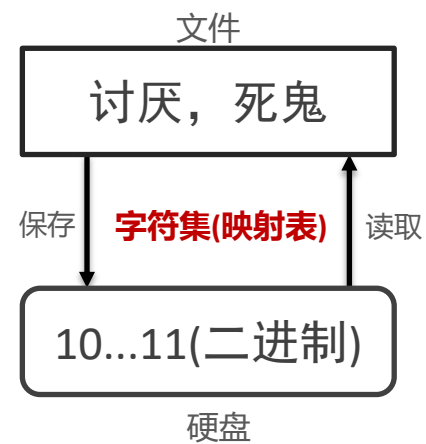 文件
讨厌，死鬼
保存 字符集(映射表) 读取
10...11(二进制)
硬盘